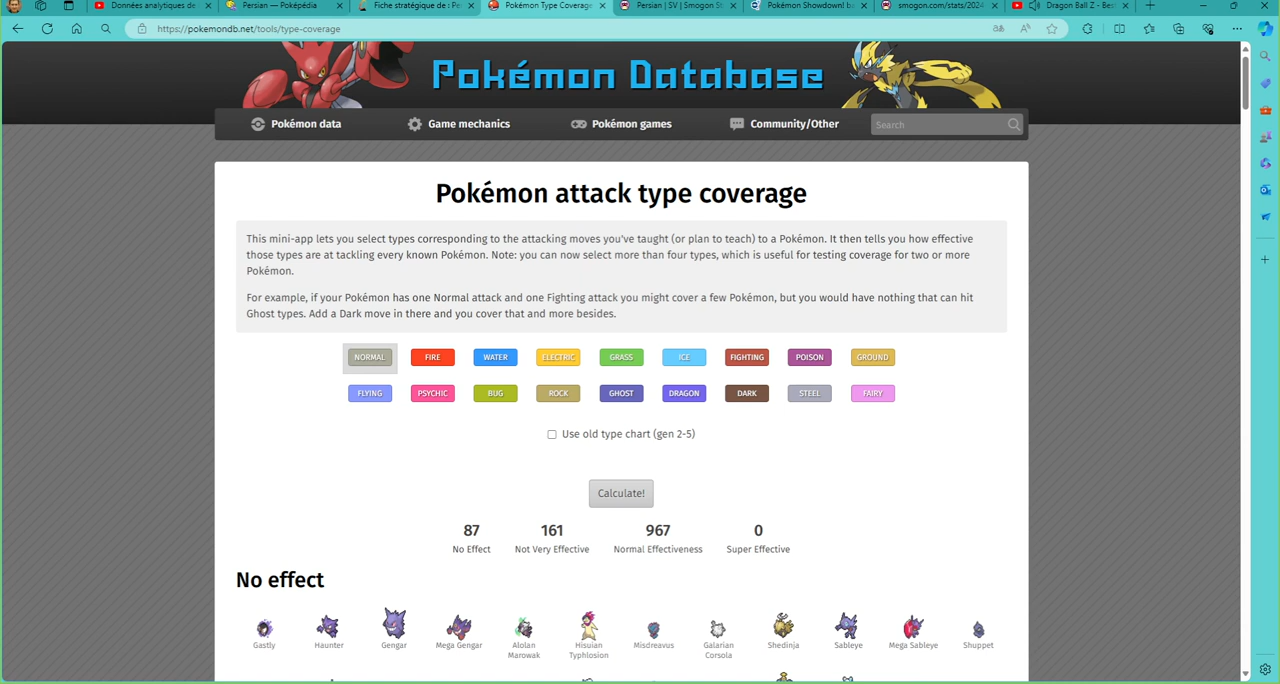 Données analytiques de
Persian — Poképédia
Fiche stratégique de : Pe
Pokémon Type Coverage
Persian | SV | Smogon St
Pokémon Showdown! b
smogon.com/stats/2024
Dragon Ball Z - Bes
https://pokemondb.net/tools/type-coverage
Pokémon Database
Pokémon data
Game mechanics
Pokémon games
Community/Other
Search
Pokémon attack type coverage
This mini-app lets you select types corresponding to the attacking moves you've taught (or plan to teach) to a Pokémon. It then tells you how effective
those types are at tackling every known Pokémon. Note: you can now select more than four types, which is useful for testing coverage for two or more
Pokémon.
For example, if your Pokémon has one Normal attack and one Fighting attack you might cover a few Pokémon, but you would have nothing that can hit
Ghost types. Add a Dark move in there and you cover that and more besides.
NORMAL FIRE WATER ELECTRIC GRASS ICE FIGHTING POISON GROUND
FLYING PSYCHIC BUG ROCK GHOST DRAGON DARK STEEL FAIRY
Use old type chart (gen 2-5)
Calculate!
87 161 967 0
No Effect Not Very Effective Normal Effectiveness Super Effective
No effect
Gastly Haunter Gengar Mega Gengar Alolan Marowak Hisuian Typhlosion Misdreavus Galarian Corsola Shedinja Sableye Mega Sableye Shuppet